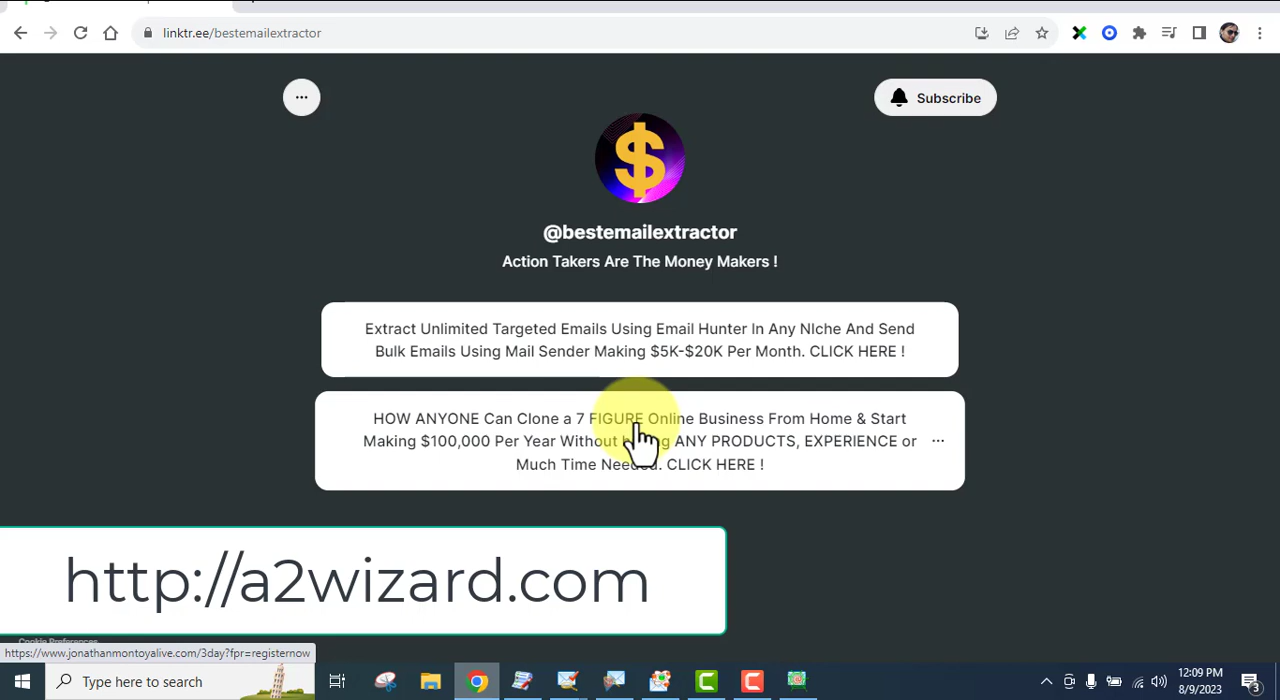 linktr.ee/bestemailextractor
Subscribe
$
@bestemailextractor
Action Takers Are The Money Makers !
Extract Unlimited Targeted Emails Using Email Hunter In Any NIche And Send
Bulk Emails Using Mail Sender Making $5K-$20K Per Month. CLICK HERE !
HOW ANYONE Can Clone a 7 FIGURE Online Business From Home & Start
Making $100,000 Per Year Without ANY PRODUCTS, EXPERIENCE or
Much Time CLICK HERE !
http://a2wizard.com
Cookie Preferences
https://www.jonathanmontoyalive.com/3day?fpr=registernow
Type here to search
12:09 PM
8/9/2023
3